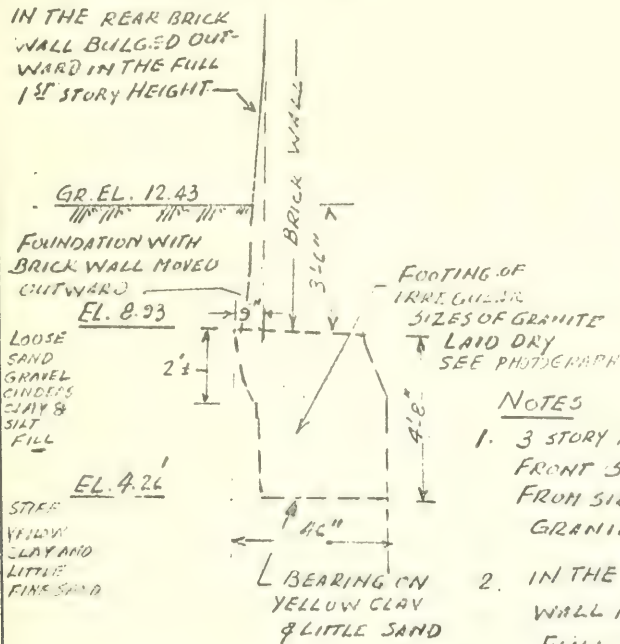 IN THE REAR BRICK
WALL BULGED OUT-
WARD IN THE FULL
1ST STORY HEIGHT
BRICK WALL
GR. EL. 12.43
3'-6"
FOUNDATION WITH
BRICK WALL MOVED
OUTWARD
9"
EL. 8.93
FOOTING OF
IRREGULAR
SIZES OF GRANITE
LAID DRY
SEE PHOTOGRAPH
LOOSE
SAND
GRAVEL
CINDERS
CLAY &
SILT
FILL
2'±
4'-8"
NOTES
1. 3 STORY
FRONT
FROM
EL. 4.26'
STIFF
YELLOW
CLAY AND
LITTLE
FINE SAND
46"
BEARING ON
YELLOW CLAY
& LITTLE SAND
2. IN THE
WALL